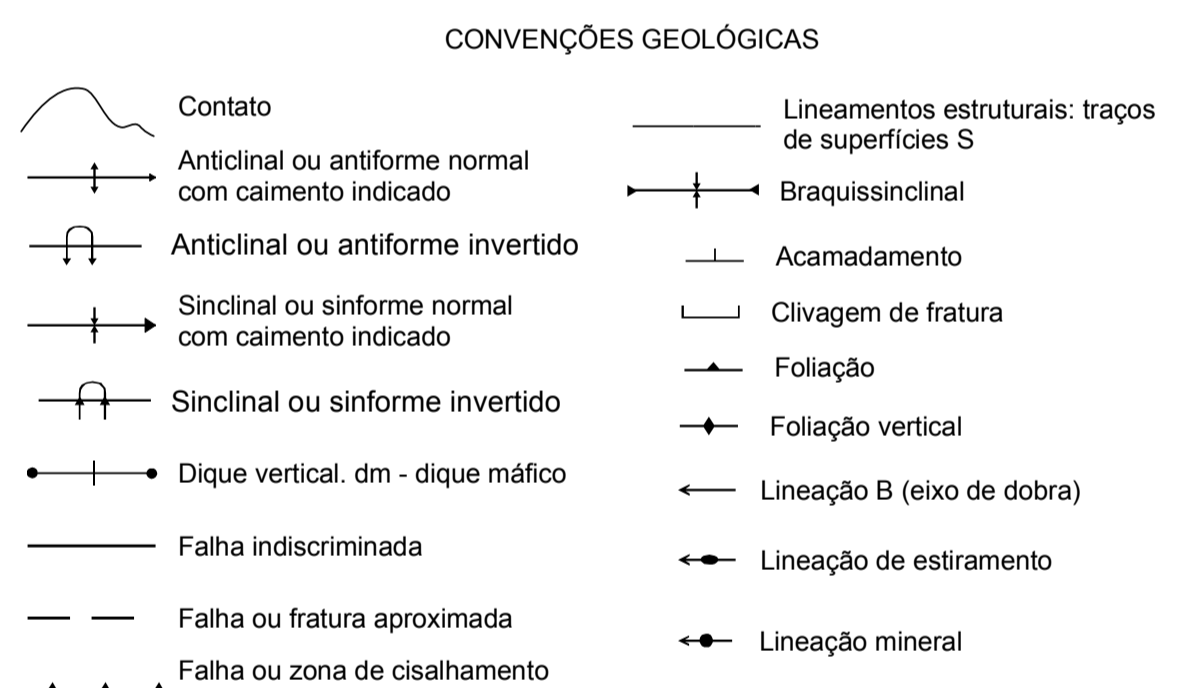 CONVENÇÕES GEOLÓGICAS
Contato
Anticlinal ou antiforme normal
com caimento indicado
Anticlinal ou antiforme invertido
Sinclinal ou sinforme normal
com caimento indicado
Sinclinal ou sinforme invertido
Dique vertical. dm - dique máfico
Falha indiscriminada
Falha ou fratura aproximada
Falha ou zona de cisalhamento
Lineamentos estruturais: traços
de superfícies S
Braquissinclinal
Acamadamento
Clivagem de fratura
Foliação
Foliação vertical
Lineação B (eixo de dobra)
Lineação de estiramento
Lineação mineral